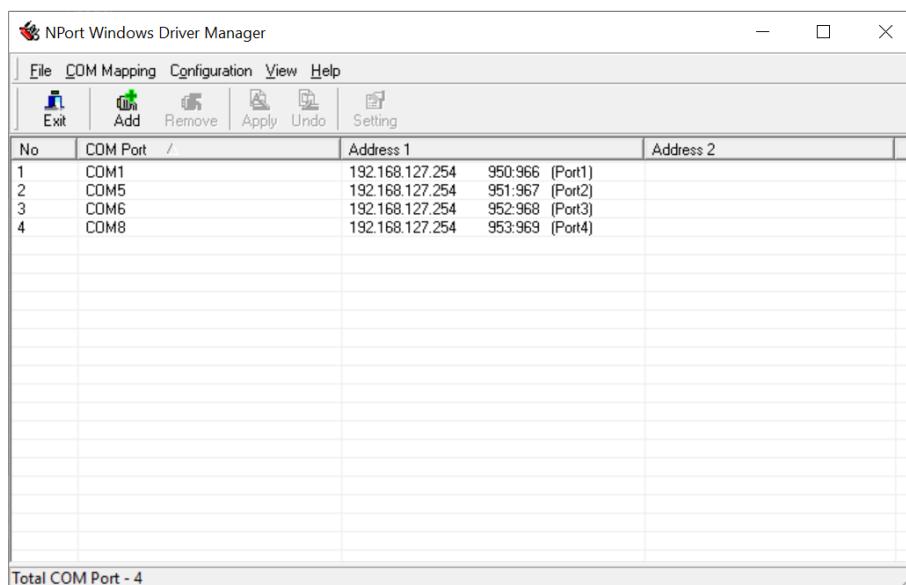 NPort Windows Driver Manager
File COM Mapping Configuration View Help
Exit Add Remove Apply Undo Setting
No COM Port Address 1 Address 2
1 COM1 192.168.127.254 950:966 (Port1)
2 COM5 192.168.127.254 951:967 (Port2)
3 COM6 192.168.127.254 952:968 (Port3)
4 COM8 192.168.127.254 953:969 (Port4)
Total COM Port - 4